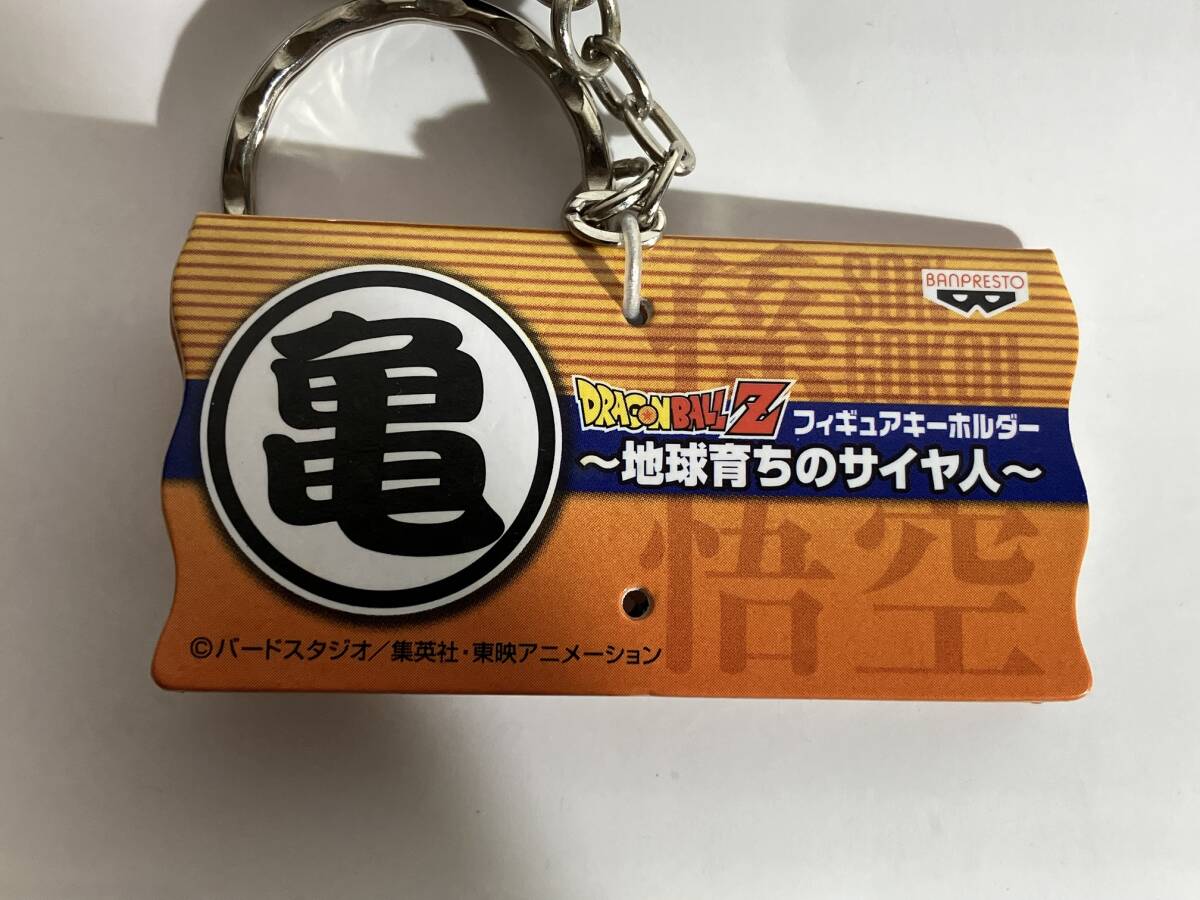 亀
孫
SON
GOKOU
BANPRESTO
DRAGONBALL Z フィギュアキーホルダー
～地球育ちのサイヤ人～
悟空
©バードスタジオ／集英社・東映アニメーション